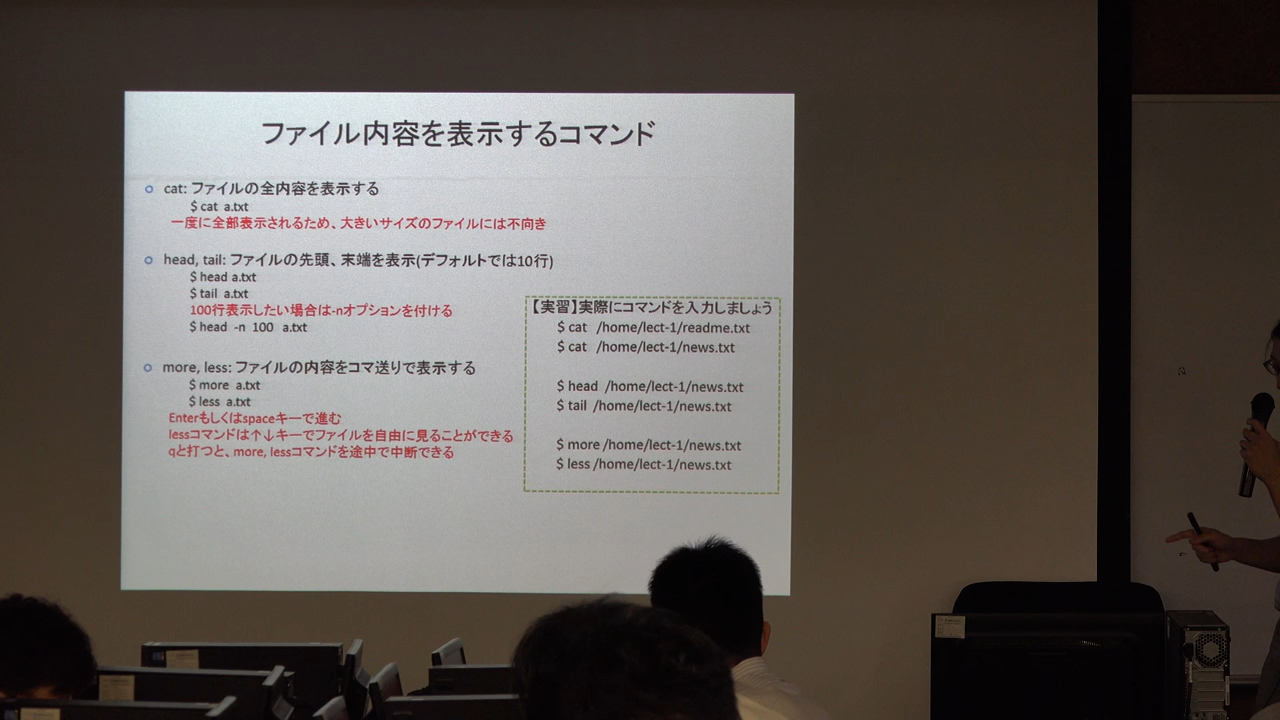 ファイル内容を表示するコマンド
cat: ファイルの全内容を表示する
$ cat a.txt
一度に全部表示されるため、大きいサイズのファイルには不向き
head, tail: ファイルの先頭、末端を表示(デフォルトでは10行)
$ head a.txt
$ tail a.txt
100行表示したい場合は-nオプションを付ける
$ head -n 100 a.txt
more, less: ファイルの内容をコマ送りで表示する
$ more a.txt
$ less a.txt
Enterもしくはspaceキーで進む
lessコマンドは↑↓キーでファイルを自由に見ることができる
qと打つと、more, lessコマンドを途中で中断できる
【実習】実際にコマンドを入力しましょう
$ cat /home/lect-1/readme.txt
$ cat /home/lect-1/news.txt
$ head /home/lect-1/news.txt
$ tail /home/lect-1/news.txt
$ more /home/lect-1/news.txt
$ less /home/lect-1/news.txt